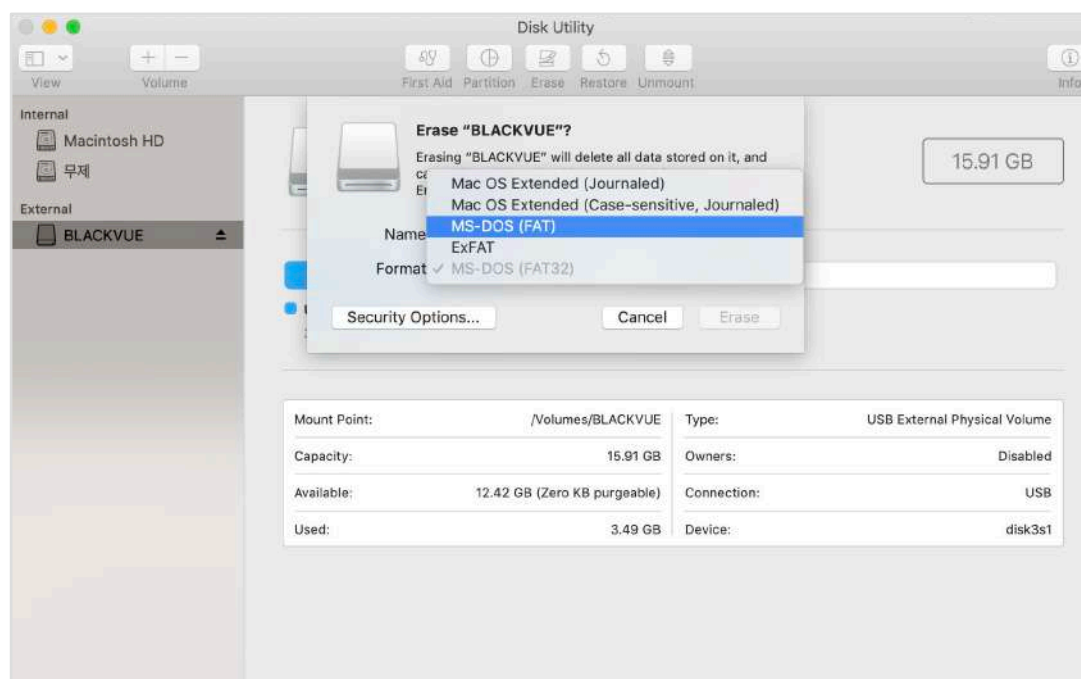 Disk Utility
View
Volume
First Aid
Partition
Erase
Restore
Unmount
Info
Internal
Macintosh HD
무제
External
BLACKVUE
Erase “BLACKVUE”?
Erasing “BLACKVUE” will delete all data stored on it, and
Mac OS Extended (Journaled)
Mac OS Extended (Case-sensitive, Journaled)
MS-DOS (FAT)
ExFAT
MS-DOS (FAT32)
Name
Format
Security Options...
Cancel
Erase
15.91 GB
Mount Point: /Volumes/BLACKVUE
Type: USB External Physical Volume
Capacity: 15.91 GB
Owners: Disabled
Available: 12.42 GB (Zero KB purgeable)
Connection: USB
Used: 3.49 GB
Device: disk3s1